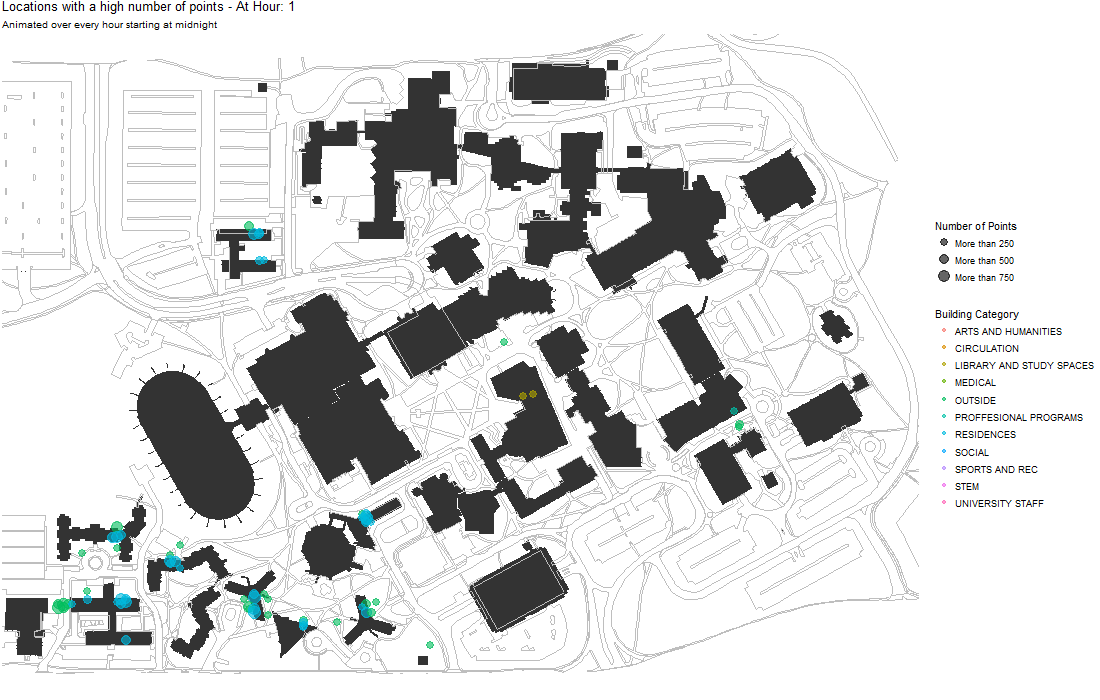 Locations with a high number of points - At Hour: 1
Animated over every hour starting at midnight
Number of Points
More than 250
More than 500
More than 750
Building Category
ARTS AND HUMANITIES
CIRCULATION
LIBRARY AND STUDY SPACES
MEDICAL
OUTSIDE
PROFFESIONAL PROGRAMS
RESIDENCES
SOCIAL
SPORTS AND REC
STEM
UNIVERSITY STAFF